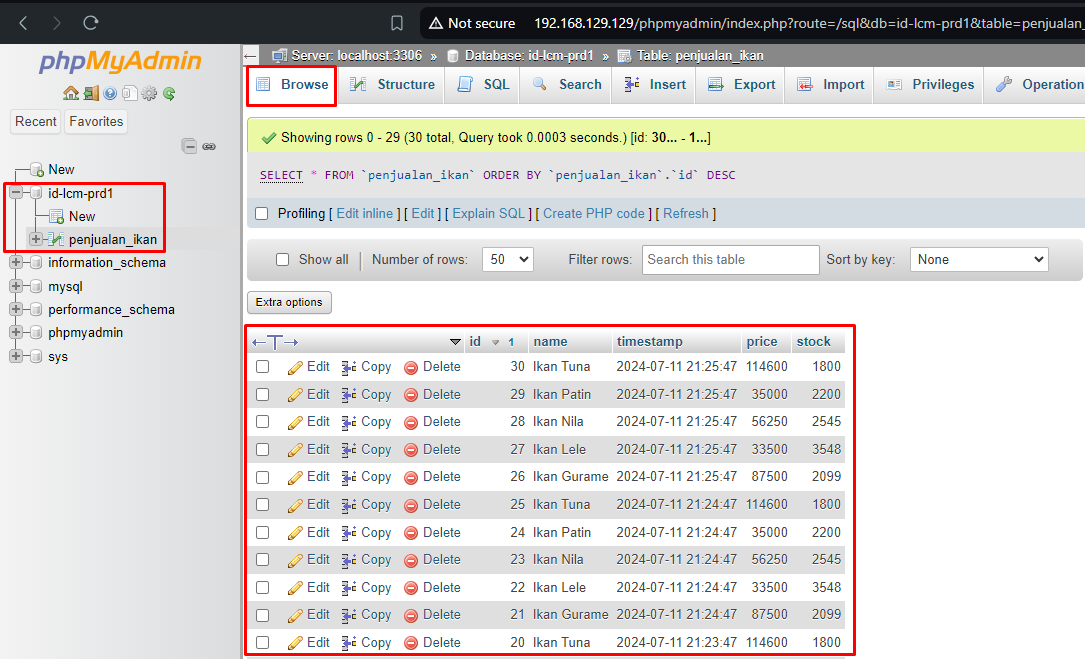 Not secure 192.168.129.129/phpmyadmin/index.php?route=/sql&db=id-lcm-prd1&table=penjualan_
phpMyAdmin
Recent Favorites
New
id-lcm-prd1
New
penjualan_ikan
information_schema
mysql
performance_schema
phpmyadmin
sys
Server: localhost:3306 » Database: id-lcm-prd1 » Table: penjualan_ikan
Browse Structure SQL Search Insert Export Import Privileges Operation
Showing rows 0 - 29 (30 total, Query took 0.0003 seconds.) [id: 30... - 1...]
SELECT * FROM `penjualan_ikan` ORDER BY `penjualan_ikan`.`id` DESC
Profiling [ Edit inline ] [ Edit ] [ Explain SQL ] [ Create PHP code ] [ Refresh ]
Show all | Number of rows: 50 Filter rows: Search this table Sort by key: None
Extra options
←T→ id 1 name timestamp price stock
Edit Copy Delete 30 Ikan Tuna 2024-07-11 21:25:47 114600 1800
Edit Copy Delete 29 Ikan Patin 2024-07-11 21:25:47 35000 2200
Edit Copy Delete 28 Ikan Nila 2024-07-11 21:25:47 56250 2545
Edit Copy Delete 27 Ikan Lele 2024-07-11 21:25:47 33500 3548
Edit Copy Delete 26 Ikan Gurame 2024-07-11 21:25:47 87500 2099
Edit Copy Delete 25 Ikan Tuna 2024-07-11 21:24:47 114600 1800
Edit Copy Delete 24 Ikan Patin 2024-07-11 21:24:47 35000 2200
Edit Copy Delete 23 Ikan Nila 2024-07-11 21:24:47 56250 2545
Edit Copy Delete 22 Ikan Lele 2024-07-11 21:24:47 33500 3548
Edit Copy Delete 21 Ikan Gurame 2024-07-11 21:24:47 87500 2099
Edit Copy Delete 20 Ikan Tuna 2024-07-11 21:23:47 114600 1800